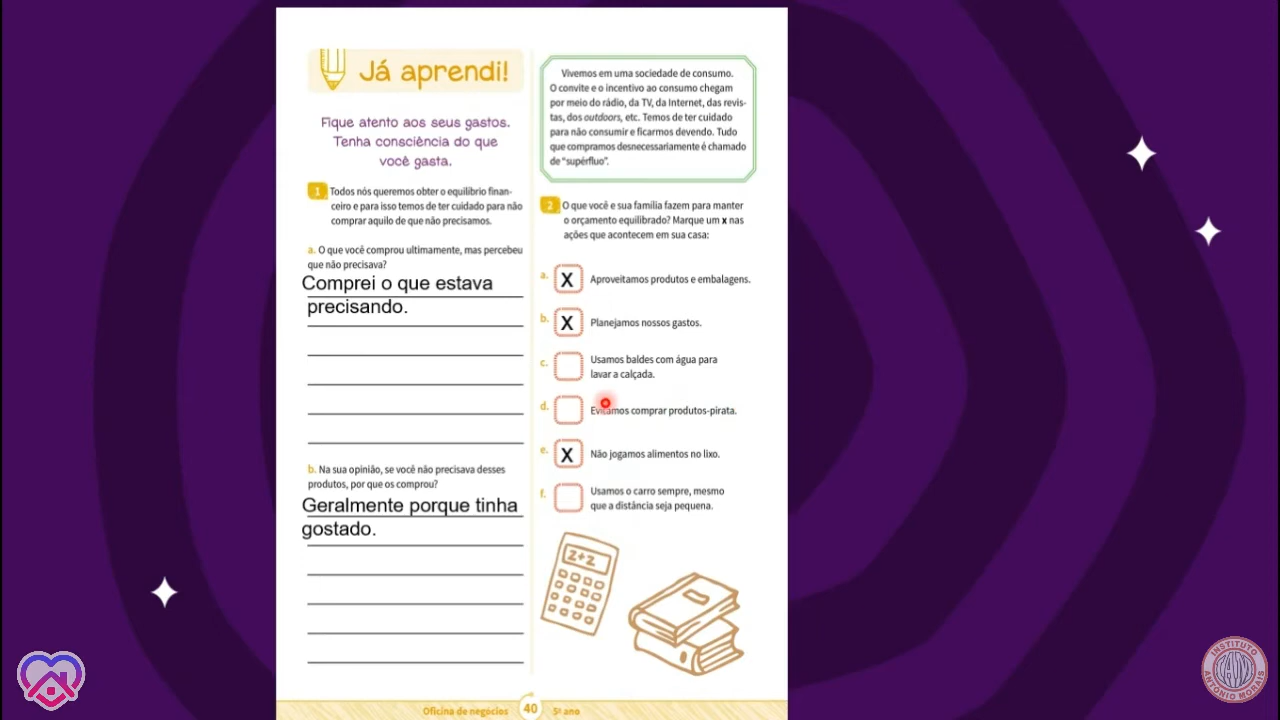 Já aprendi!
Fique atento aos seus gastos.
Tenha consciência do que
você gasta.
1 Todos nós queremos obter o equilíbrio finan-
ceiro e para isso temos de ter cuidado para não
comprar aquilo de que não precisamos.
a. O que você comprou ultimamente, mas percebeu
que não precisava?
Comprei o que estava
precisando.
b. Na sua opinião, se você não precisava desses
produtos, por que os comprou?
Geralmente porque tinha
gostado.
Vivemos em uma sociedade de consumo.
O convite e o incentivo ao consumo chegam
por meio do rádio, da TV, da Internet, das revis-
tas, dos outdoors, etc. Temos de ter cuidado
para não consumir e ficarmos devendo. Tudo
que compramos desnecessariamente é chamado
de “supérfluo”.
2 O que você e sua família fazem para manter
o orçamento equilibrado? Marque um x nas
ações que acontecem em sua casa:
a. X Aproveitamos produtos e embalagens.
b. X Planejamos nossos gastos.
c. Usamos baldes com água para
lavar a calçada.
d. Evitamos comprar produtos-pirata.
e. X Não jogamos alimentos no lixo.
f. Usamos o carro sempre, mesmo
que a distância seja pequena.
2+2
Oficina de negócios 40 5º ano
INSTITUTO
ANTONIO MORAIS